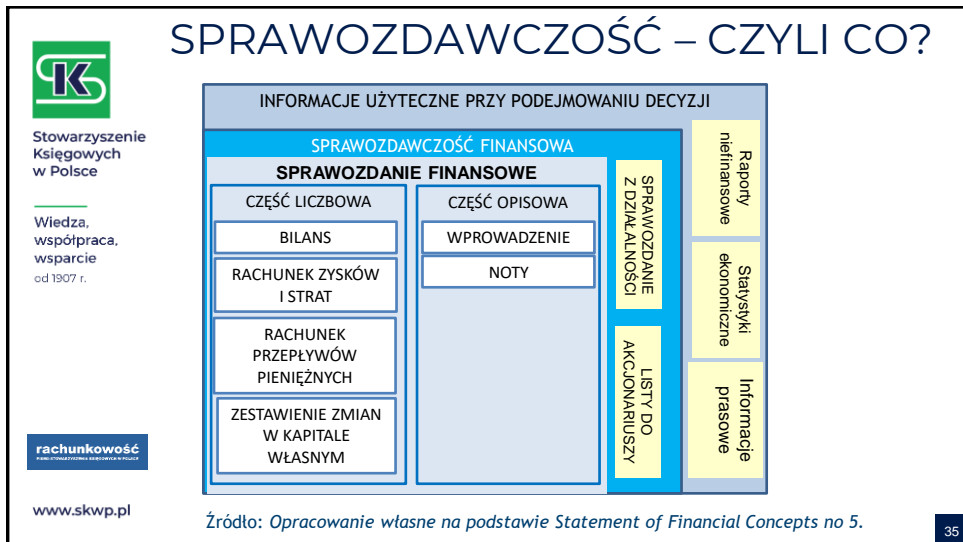 SPRAWOZDAWCZOŚĆ – CZYLI CO?
SK
Stowarzyszenie
Księgowych
w Polsce
Wiedza,
współpraca,
wsparcie
od 1907 r.
rachunkowość
www.skwp.pl
INFORMACJE UŻYTECZNE PRZY PODEJMOWANIU DECYZJI
SPRAWOZDAWCZOŚĆ FINANSOWA
SPRAWOZDANIE FINANSOWE
CZĘŚĆ LICZBOWA
BILANS
RACHUNEK ZYSKÓW
I STRAT
RACHUNEK
PRZEPŁYWÓW
PIENIĘŻNYCH
ZESTAWIENIE ZMIAN
W KAPITALE
WŁASNYM
CZĘŚĆ OPISOWA
WPROWADZENIE
NOTY
SPRAWOZDANIE
Z DZIAŁALNOŚCI
LISTY DO
AKCJONARIUSZY
Raporty
niefinansowe
Statystyki
ekonomiczne
Informacje
prasowe
Źródło: Opracowanie własne na podstawie Statement of Financial Concepts no 5.
35